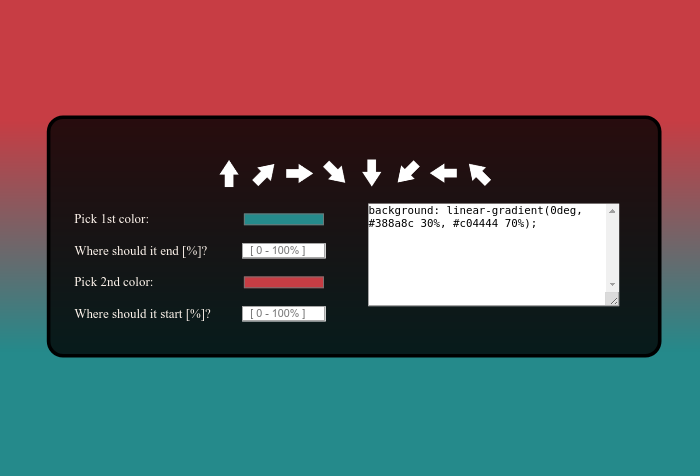 Pick 1st color:
Where should it end [%]?
[ 0 - 100% ]
Pick 2nd color:
Where should it start [%]?
[ 0 - 100% ]
background: linear-gradient(0deg,
#388a8c 30%, #c04444 70%);